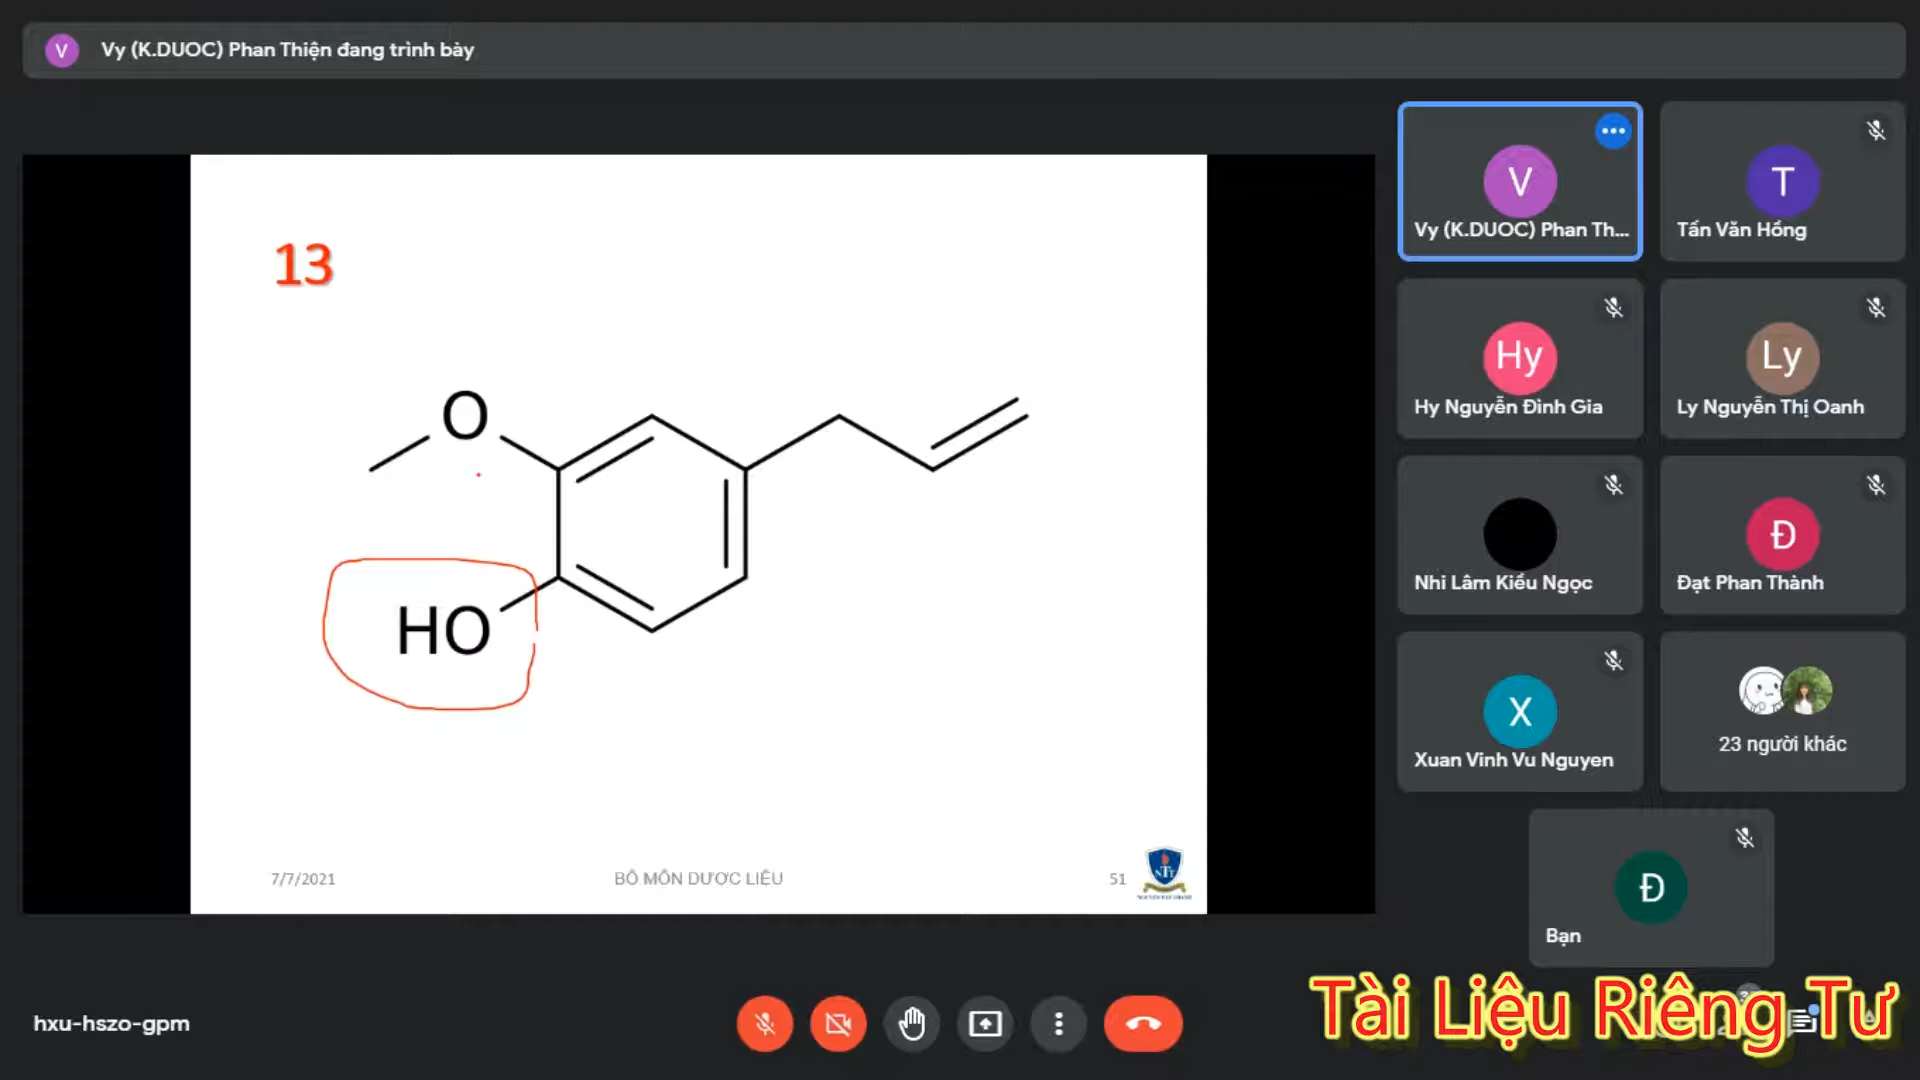 V Vy (K.DUOC) Phan Thiện đang trình bày
13
O
HO
7/7/2021 BỘ MÔN DƯỢC LIỆU 51
NTT
V
Vy (K.DUOC) Phan Th...
T
Tấn Văn Hồng
Hy
Hy Nguyễn Đình Gia
Ly
Ly Nguyễn Thị Oanh
Nhi Lâm Kiều Ngọc
Đ
Đạt Phan Thành
X
Xuan Vinh Vu Nguyen
23 người khác
Đ
Bạn
hxu-hszo-gpm
Tài Liệu Riêng Tư